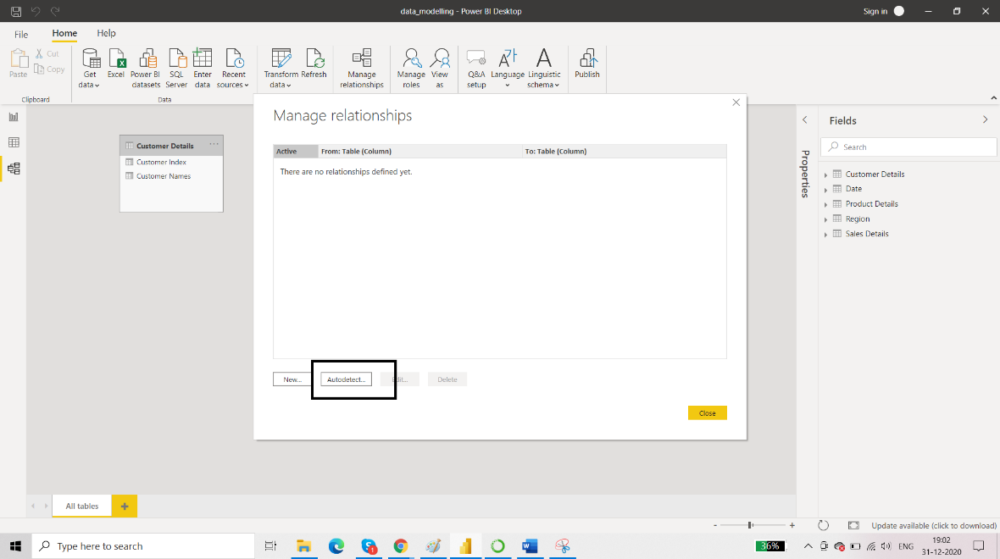 data_modelling - Power BI Desktop
Sign in
File
Home
Help
Paste
Cut
Copy
Clipboard
Get data
Excel
Power BI datasets
SQL Server
Enter data
Recent sources
Data
Transform data
Refresh
Manage relationships
Manage roles
View as
Q&A setup
Language
Linguistic schema
Publish
Customer Details
Customer Index
Customer Names
Manage relationships
Active
From: Table (Column)
To: Table (Column)
There are no relationships defined yet.
New...
Autodetect...
Delete
Close
Properties
Fields
Search
Customer Details
Date
Product Details
Region
Sales Details
All tables
Update available (click to download)
Type here to search
1
36%
ENG
19:02
31-12-2020